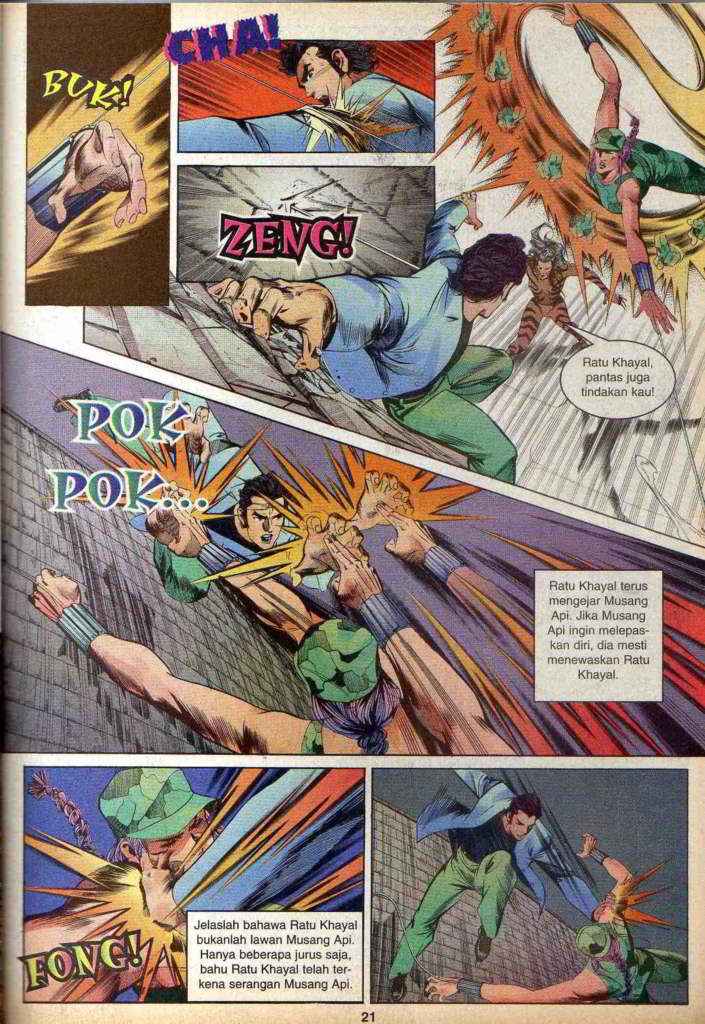 BUK!
CHA!
ZENG!
Ratu Khayal,
pantas juga
tindakan kau!
POK
POK
POK...
Ratu Khayal terus
mengejar Musang
Api. Jika Musang
Api ingin melepas-
kan diri, dia mesti
menewaskan Ratu
Khayal.
FONG!
Jelaslah bahawa Ratu Khayal
bukanlah lawan Musang Api.
Hanya beberapa jurus saja,
bahu Ratu Khayal telah ter-
kena serangan Musang Api.
21